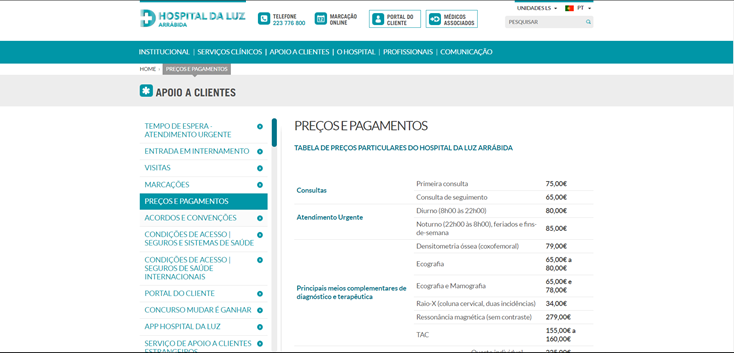 HOSPITAL DA LUZ
ARRÁBIDA
TELEFONE
223 776 800
MARCAÇÃO
ONLINE
PORTAL DO
CLIENTE
MÉDICOS
ASSOCIADOS
UNIDADES LS
PT
PESQUISAR
INSTITUCIONAL | SERVIÇOS CLÍNICOS | APOIO A CLIENTES | O HOSPITAL | PROFISSIONAIS | COMUNICAÇÃO
HOME
PREÇOS E PAGAMENTOS
APOIO A CLIENTES
TEMPO DE ESPERA -
ATENDIMENTO URGENTE
ENTRADA EM INTERNAMENTO
VISITAS
MARCAÇÕES
PREÇOS E PAGAMENTOS
ACORDOS E CONVENÇÕES
CONDIÇÕES DE ACESSO |
SEGUROS E SISTEMAS DE SAÚDE
CONDIÇÕES DE ACESSO |
SEGUROS DE SAÚDE
INTERNACIONAIS
PORTAL DO CLIENTE
CONCURSO MUDAR É GANHAR
APP HOSPITAL DA LUZ
SERVIÇO DE APOIO A CLIENTES
ESTRANGEIROS
PREÇOS E PAGAMENTOS
TABELA DE PREÇOS PARTICULARES DO HOSPITAL DA LUZ ARRÁBIDA
Consultas
Primeira consulta 75,00€
Consulta de seguimento 65,00€
Atendimento Urgente
Diurno (8h00 às 22h00) 80,00€
Noturno (22h00 às 8h00), feriados e fins-
de-semana 85,00€
Principais meios complementares de
diagnóstico e terapêutica
Densitometria óssea (coxofemoral) 79,00€
Ecografia 65,00€ a
80,00€
Ecografia e Mamografia 65,00€ e
78,00€
Raio-X (coluna cervical, duas incidências) 34,00€
Ressonância magnética (sem contraste) 279,00€
TAC 155,00€ a
160,00€